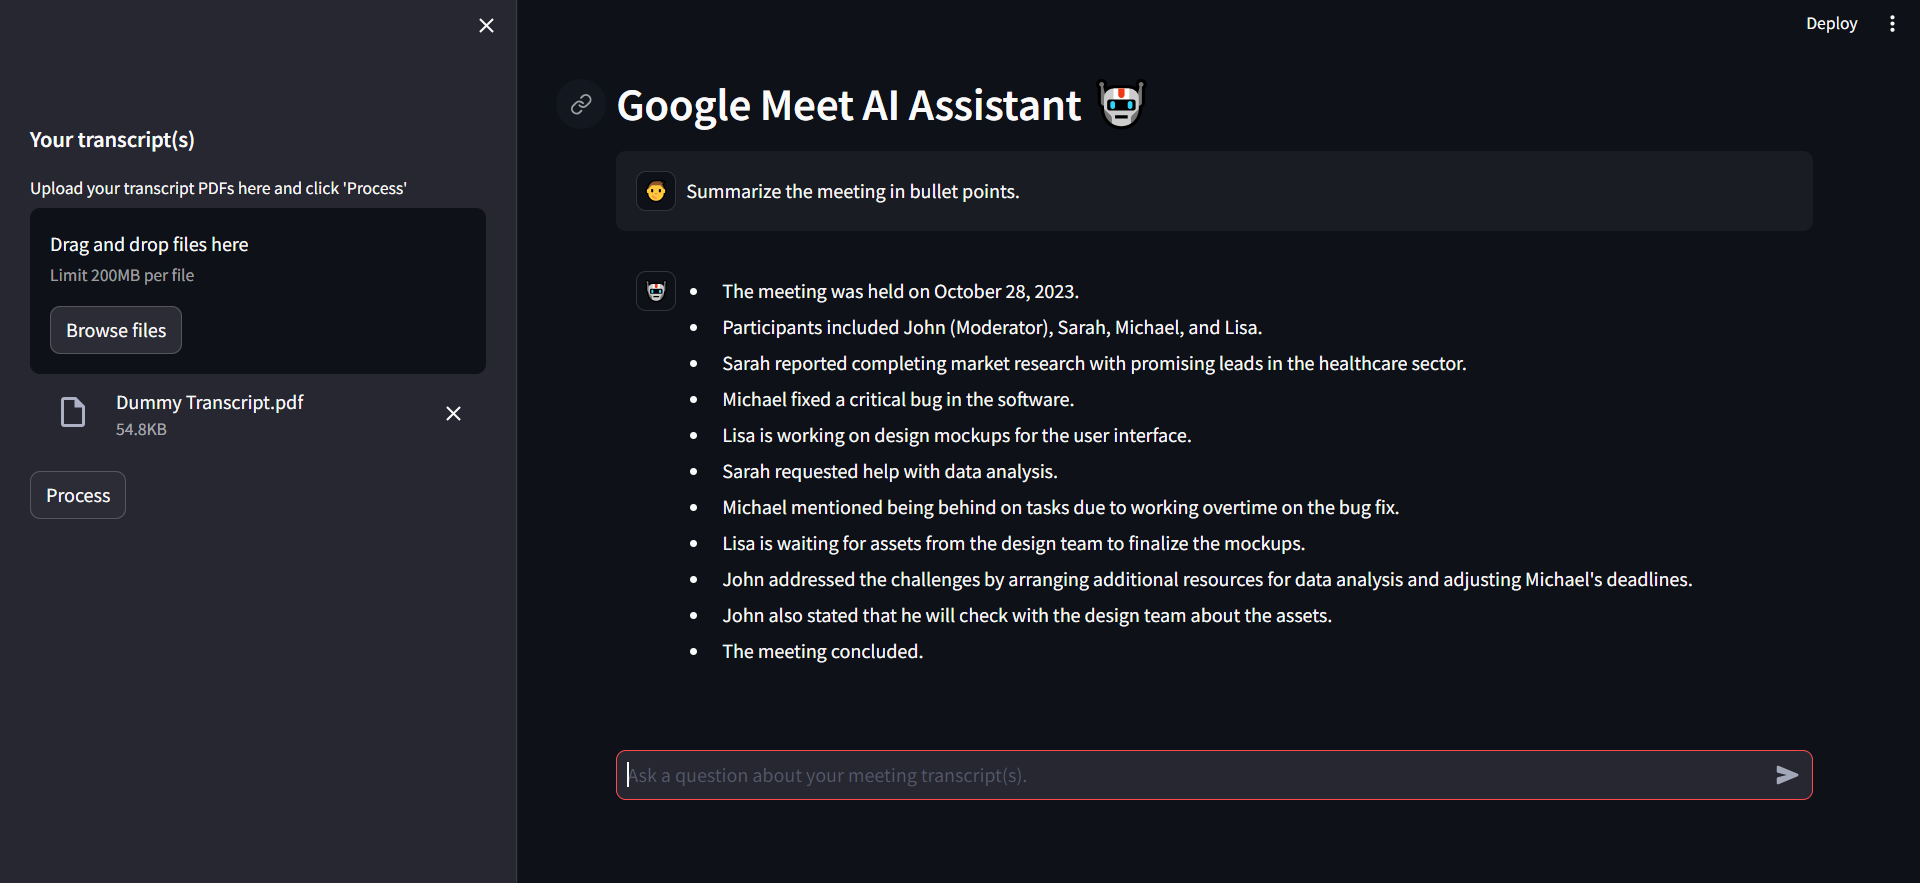 Deploy
Your transcript(s)
Upload your transcript PDFs here and click 'Process'
Drag and drop files here
Limit 200MB per file
Browse files
Dummy Transcript.pdf
54.8KB
Process
Google Meet AI Assistant
Summarize the meeting in bullet points.
• The meeting was held on October 28, 2023.
• Participants included John (Moderator), Sarah, Michael, and Lisa.
• Sarah reported completing market research with promising leads in the healthcare sector.
• Michael fixed a critical bug in the software.
• Lisa is working on design mockups for the user interface.
• Sarah requested help with data analysis.
• Michael mentioned being behind on tasks due to working overtime on the bug fix.
• Lisa is waiting for assets from the design team to finalize the mockups.
• John addressed the challenges by arranging additional resources for data analysis and adjusting Michael's deadlines.
• John also stated that he will check with the design team about the assets.
• The meeting concluded.
Ask a question about your meeting transcript(s).